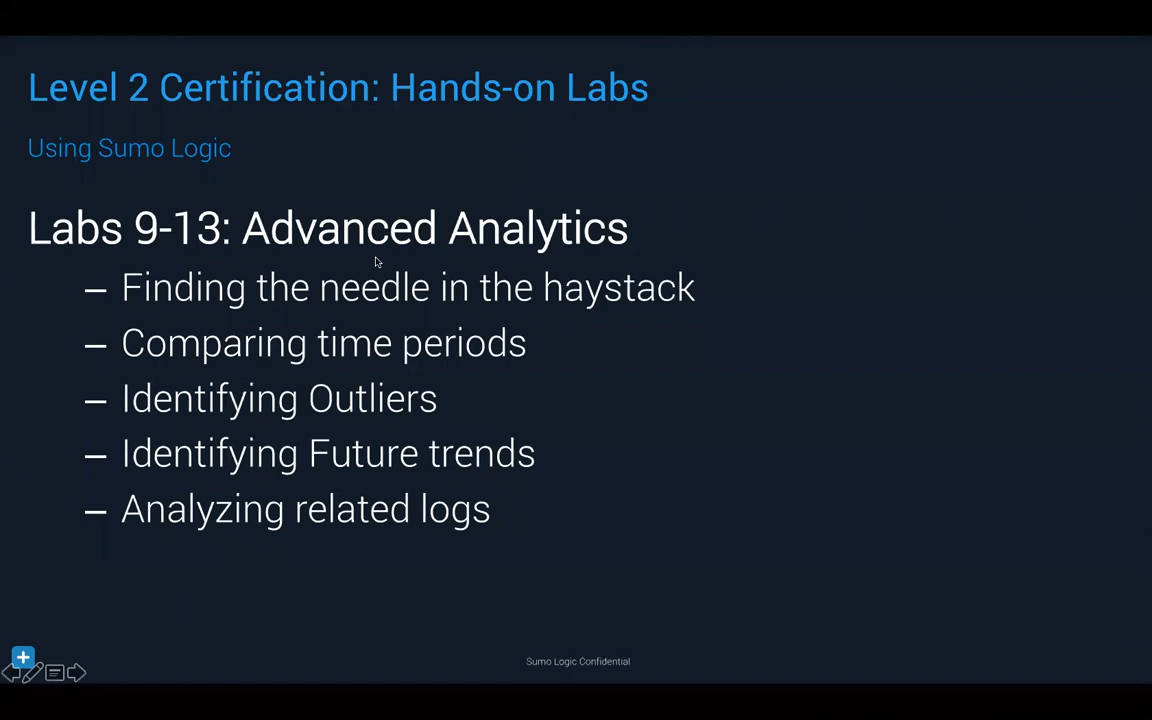 Level 2 Certification: Hands-on Labs
Using Sumo Logic
Labs 9-13: Advanced Analytics
– Finding the needle in the haystack
– Comparing time periods
– Identifying Outliers
– Identifying Future trends
– Analyzing related logs
Sumo Logic Confidential